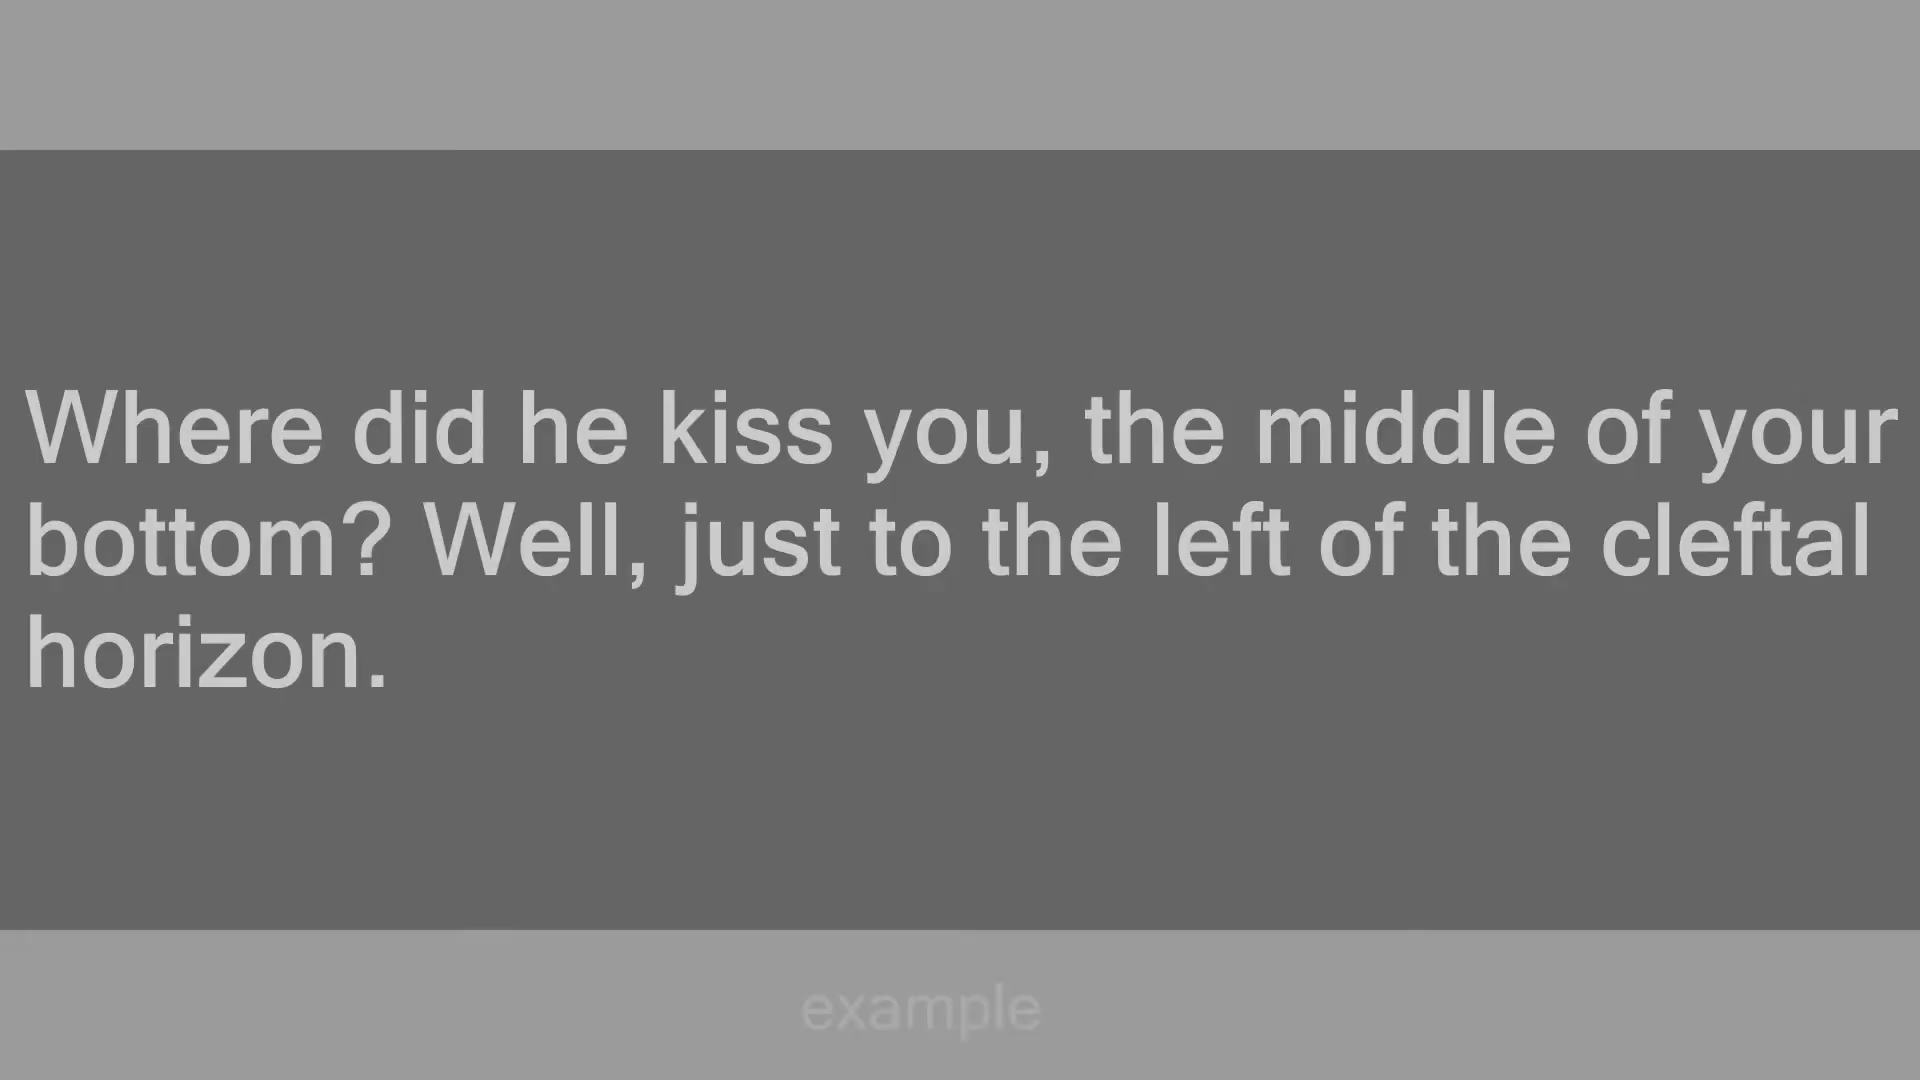 Where did he kiss you, the middle of your
bottom? Well, just to the left of the cleftal
horizon.
example